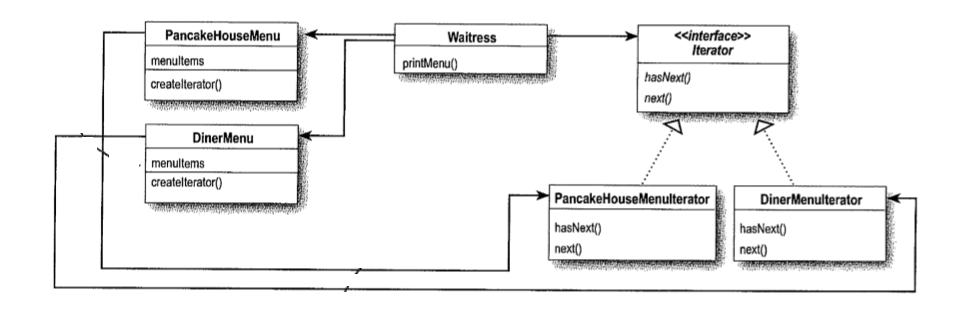 PancakeHouseMenu
menuItems
createIterator()
Waitress
printMenu()
<<interface>>
Iterator
hasNext()
next()
DinerMenu
menuItems
createIterator()
PancakeHouseMenuIterator
hasNext()
next()
DinerMenuIterator
hasNext()
next()